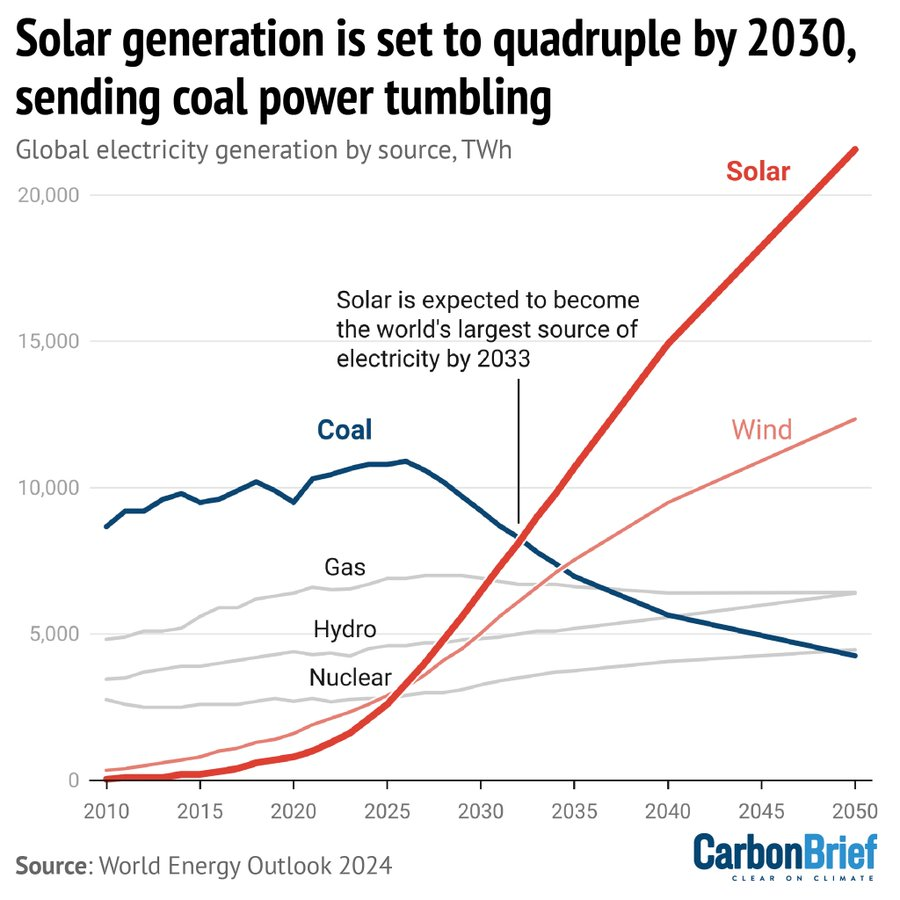 Solar generation is set to quadruple by 2030,
sending coal power tumbling
Global electricity generation by source, TWh
20,000
Solar
Solar is expected to become
the world's largest source of
electricity by 2033
15,000
Coal
Wind
10,000
Gas
Hydro
5,000
Nuclear
0
2010 2015 2020 2025 2030 2035 2040 2045 2050
Source: World Energy Outlook 2024
CarbonBrief
CLEAR ON CLIMATE